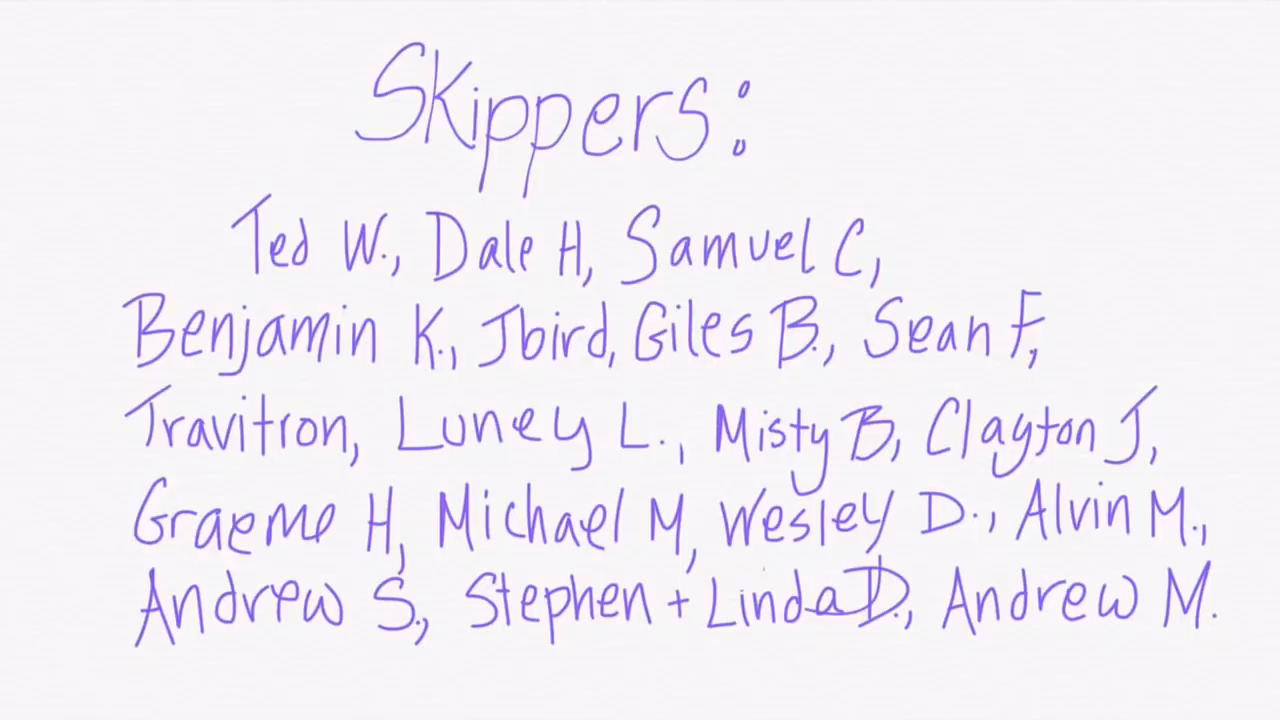 Skippers:
Ted W., Dale H, Samuel C,
Benjamin K., Jbird, Giles B., Sean F,
Travitron, Luney L., Misty B, Clayton J,
Graeme H, Michael M, Wesley D., Alvin M.,
Andrew S., Stephen + Linda D., Andrew M.